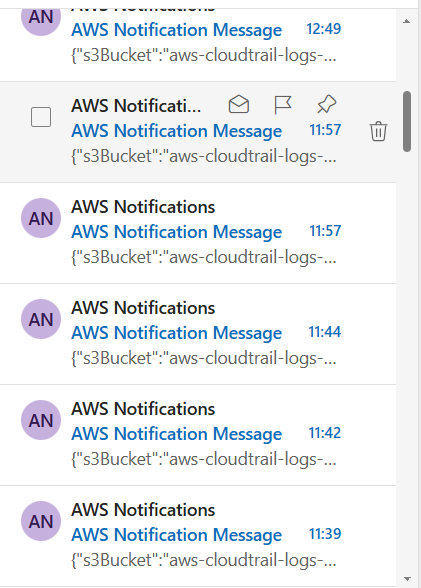 AN
AWS Notifications
AWS Notification Message 12:49
{"s3Bucket":"aws-cloudtrail-logs-...
AWS Notificati...
AWS Notification Message 11:57
{"s3Bucket":"aws-cloudtrail-logs-...
AN
AWS Notifications
AWS Notification Message 11:57
{"s3Bucket":"aws-cloudtrail-logs-...
AN
AWS Notifications
AWS Notification Message 11:44
{"s3Bucket":"aws-cloudtrail-logs-...
AN
AWS Notifications
AWS Notification Message 11:42
{"s3Bucket":"aws-cloudtrail-logs-...
AN
AWS Notifications
AWS Notification Message 11:39
{"s3Bucket":"aws-cloudtrail-logs-...